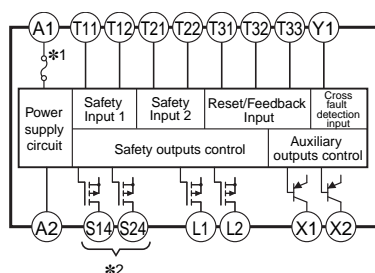 A1 T11 T12 T21 T22 T31 T32 T33 Y1
*1
Power supply circuit
Safety Input 1
Safety Input 2
Reset/Feedback Input
Cross fault detection input
Safety outputs control
Auxiliary outputs control
A2 S14 S24 L1 L2 X1 X2
*2